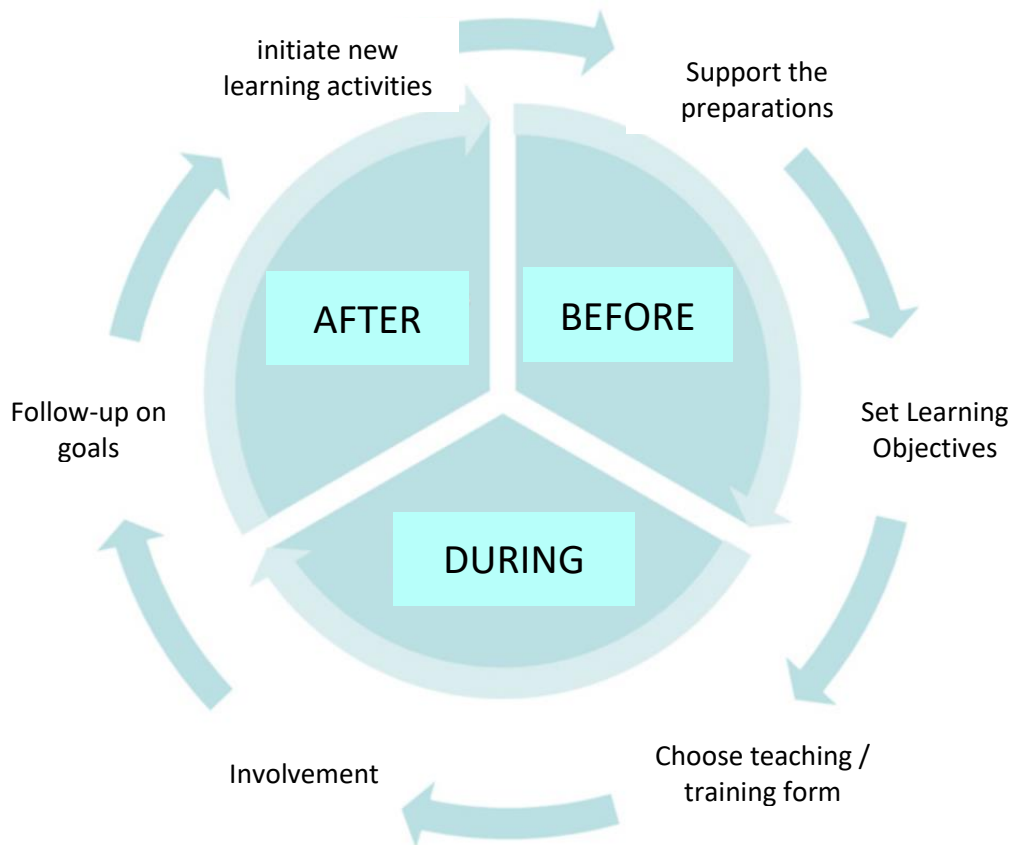 initiate new
learning activities
Support the
preparations
AFTER
BEFORE
Follow-up on
goals
Set Learning
Objectives
DURING
Involvement
Choose teaching /
training form